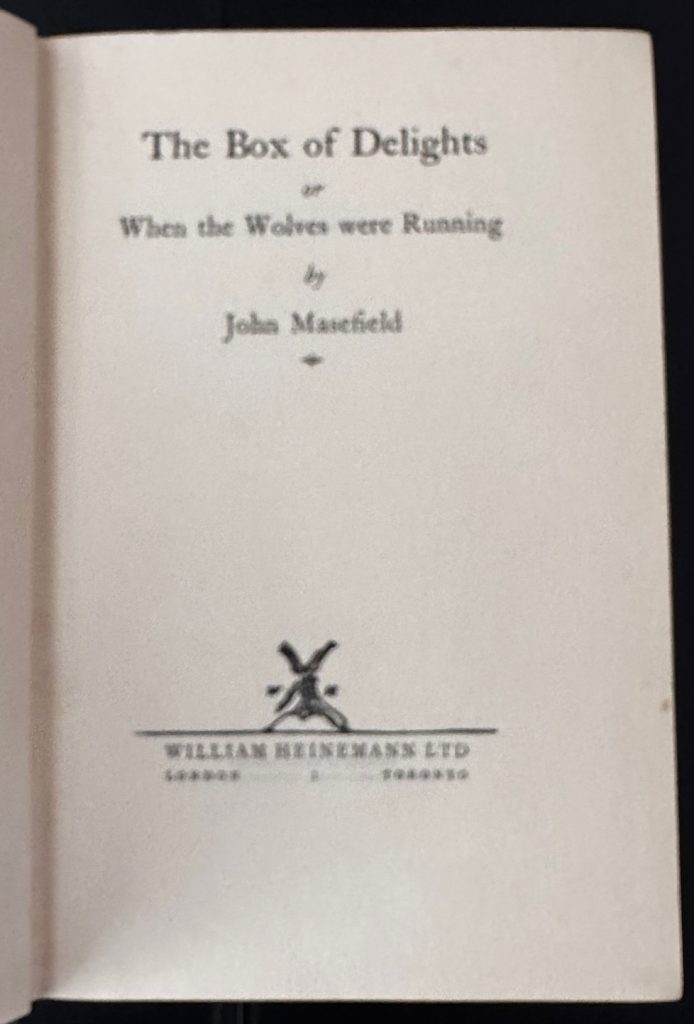 The Box of Delights
or
When the Wolves were Running
by
John Masefield
WILLIAM HEINEMANN LTD
LONDON TORONTO